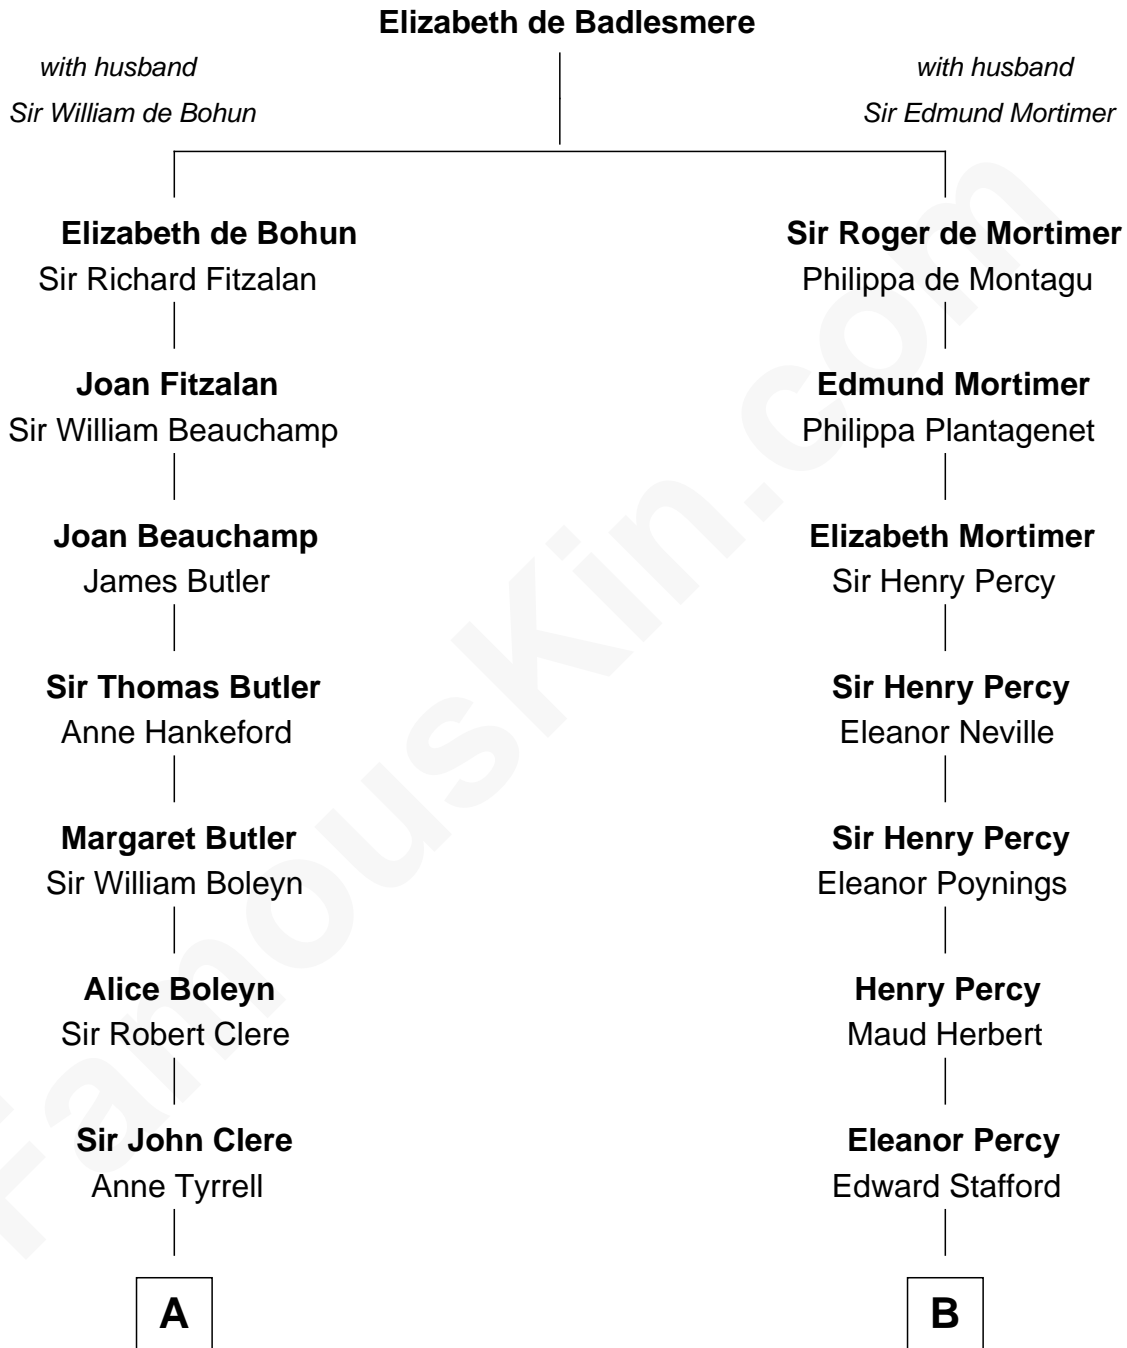 Elizabeth de Badlesmere
with husband
Sir William de Bohun
with husband
Sir Edmund Mortimer
Elizabeth de Bohun
Sir Richard Fitzalan
Joan Fitzalan
Sir William Beauchamp
Joan Beauchamp
James Butler
Sir Thomas Butler
Anne Hankeford
Margaret Butler
Sir William Boleyn
Alice Boleyn
Sir Robert Clere
Sir John Clere
Anne Tyrrell
A
Sir Roger de Mortimer
Philippa de Montagu
Edmund Mortimer
Philippa Plantagenet
Elizabeth Mortimer
Sir Henry Percy
Sir Henry Percy
Eleanor Neville
Sir Henry Percy
Eleanor Poynings
Henry Percy
Maud Herbert
Eleanor Percy
Edward Stafford
B
FamousKin.com